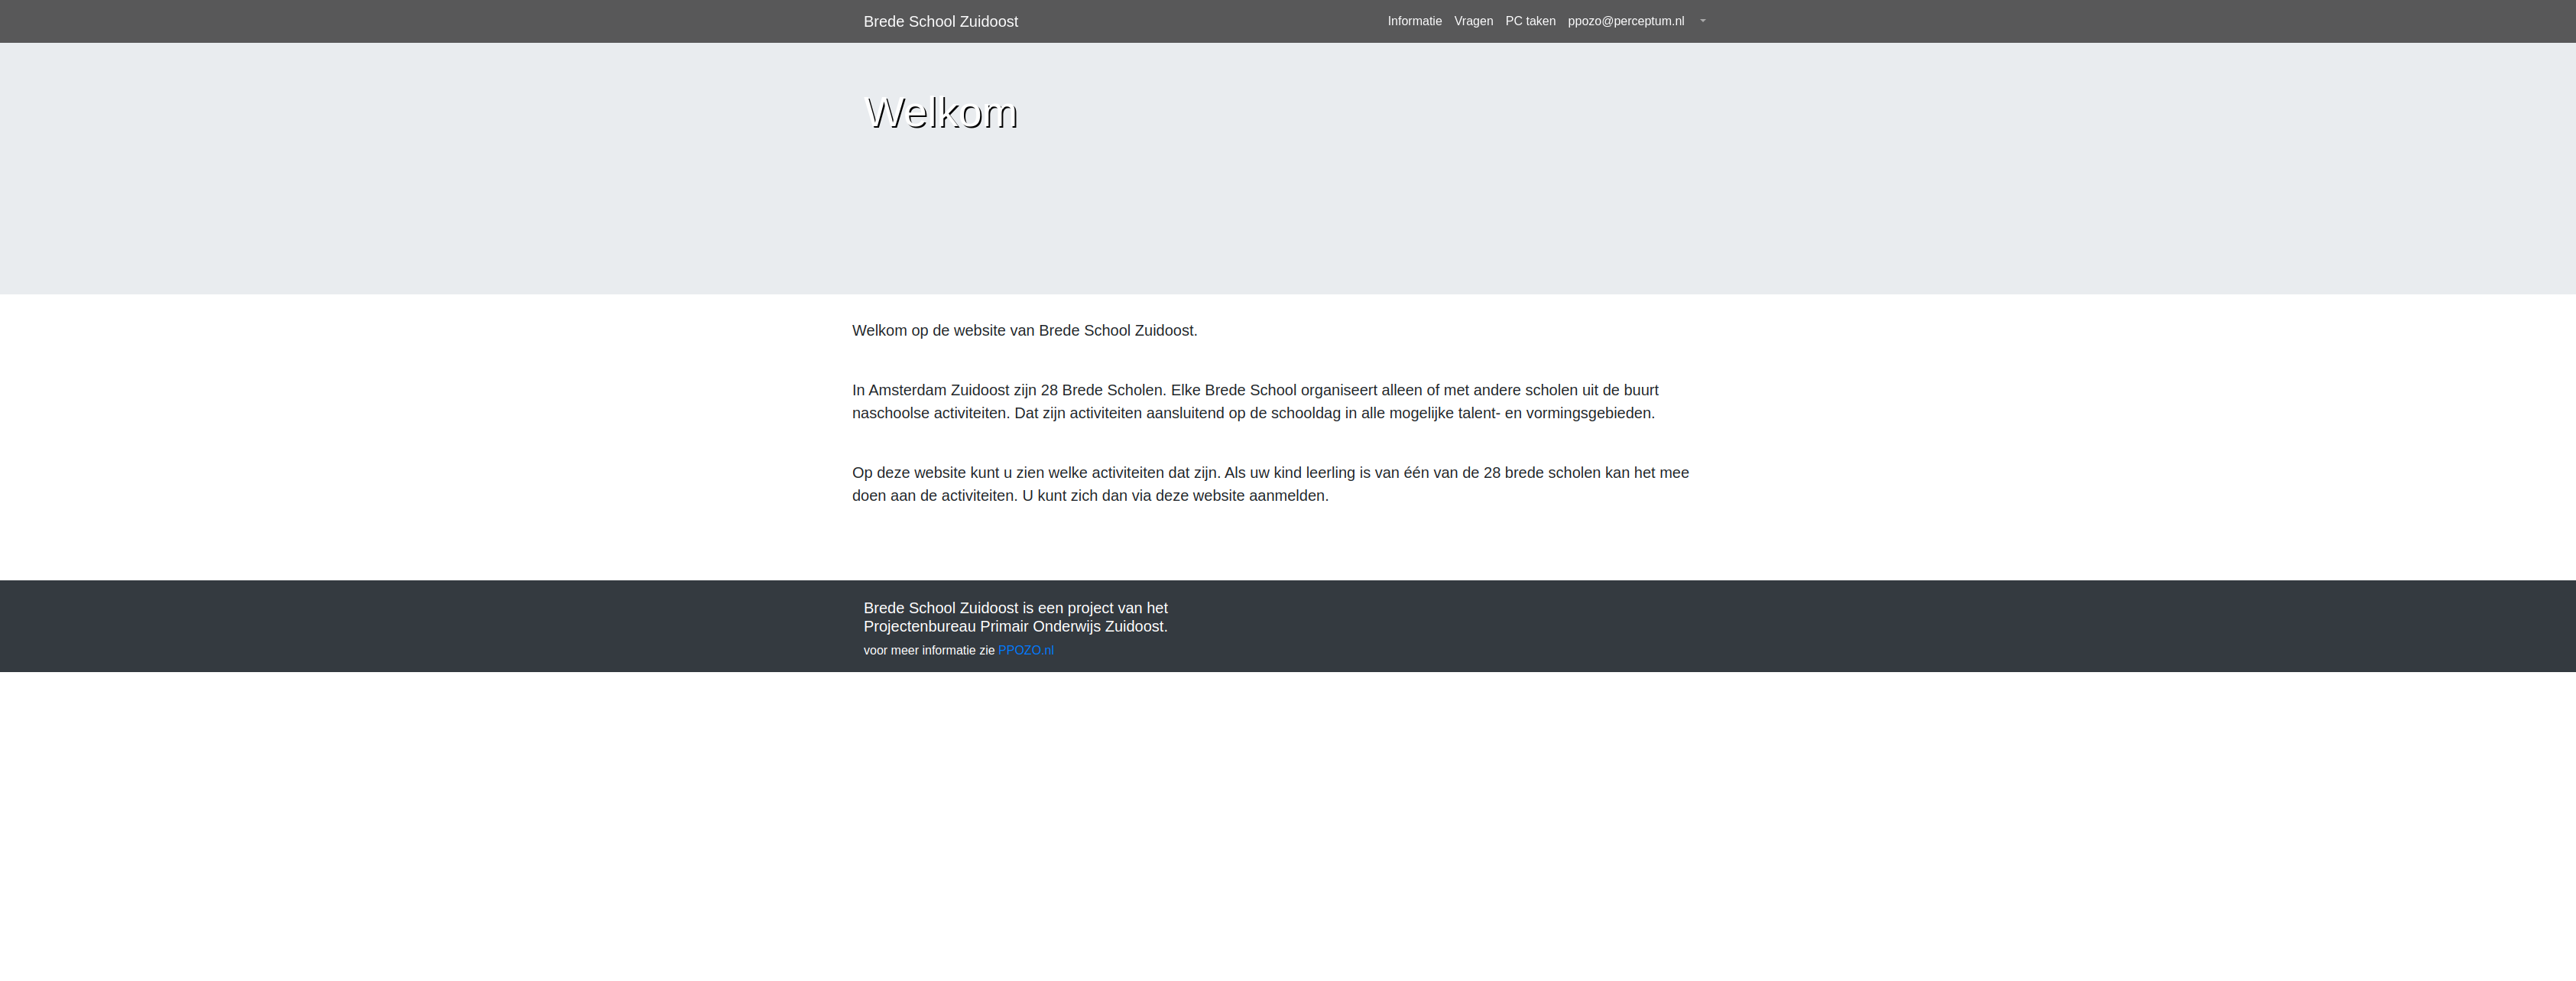 Brede School Zuidoost
Informatie Vragen PC taken ppozo@perceptum.nl
Welkom
Welkom op de website van Brede School Zuidoost.
In Amsterdam Zuidoost zijn 28 Brede Scholen. Elke Brede School organiseert alleen of met andere scholen uit de buurt
naschoolse activiteiten. Dat zijn activiteiten aansluitend op de schooldag in alle mogelijke talent- en vormingsgebieden.
Op deze website kunt u zien welke activiteiten dat zijn. Als uw kind leerling is van één van de 28 brede scholen kan het mee
doen aan de activiteiten. U kunt zich dan via deze website aanmelden.
Brede School Zuidoost is een project van het
Projectenbureau Primair Onderwijs Zuidoost.
voor meer informatie zie PPOZO.nl